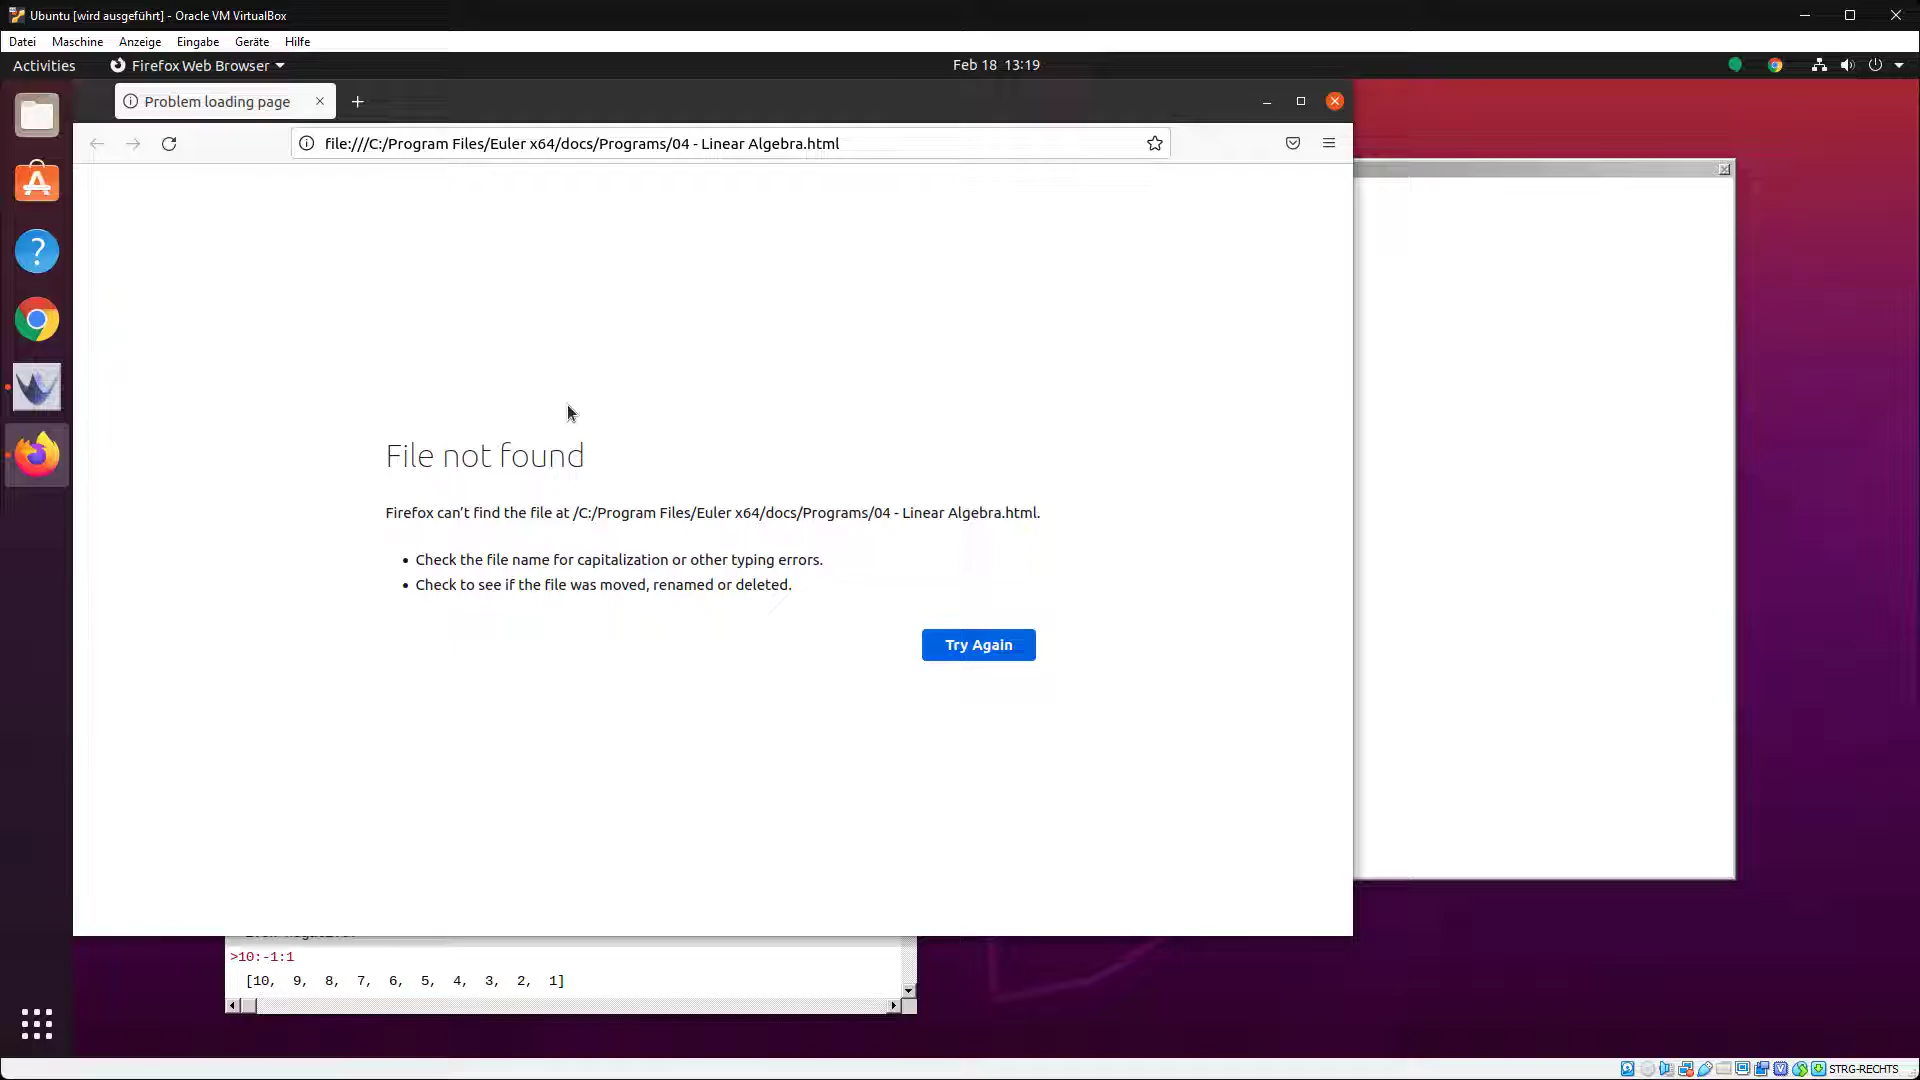 Ubuntu [wird ausgeführt] - Oracle VM VirtualBox
Datei Maschine Anzeige Eingabe Geräte Hilfe
Activities Firefox Web Browser Feb 18 13:19
Problem loading page
file:///C:/Program Files/Euler x64/docs/Programs/04 - Linear Algebra.html
File not found
Firefox can’t find the file at /C:/Program Files/Euler x64/docs/Programs/04 - Linear Algebra.html.
• Check the file name for capitalization or other typing errors.
• Check to see if the file was moved, renamed or deleted.
Try Again
>10:-1:1
[10, 9, 8, 7, 6, 5, 4, 3, 2, 1]
STRG-RECHTS